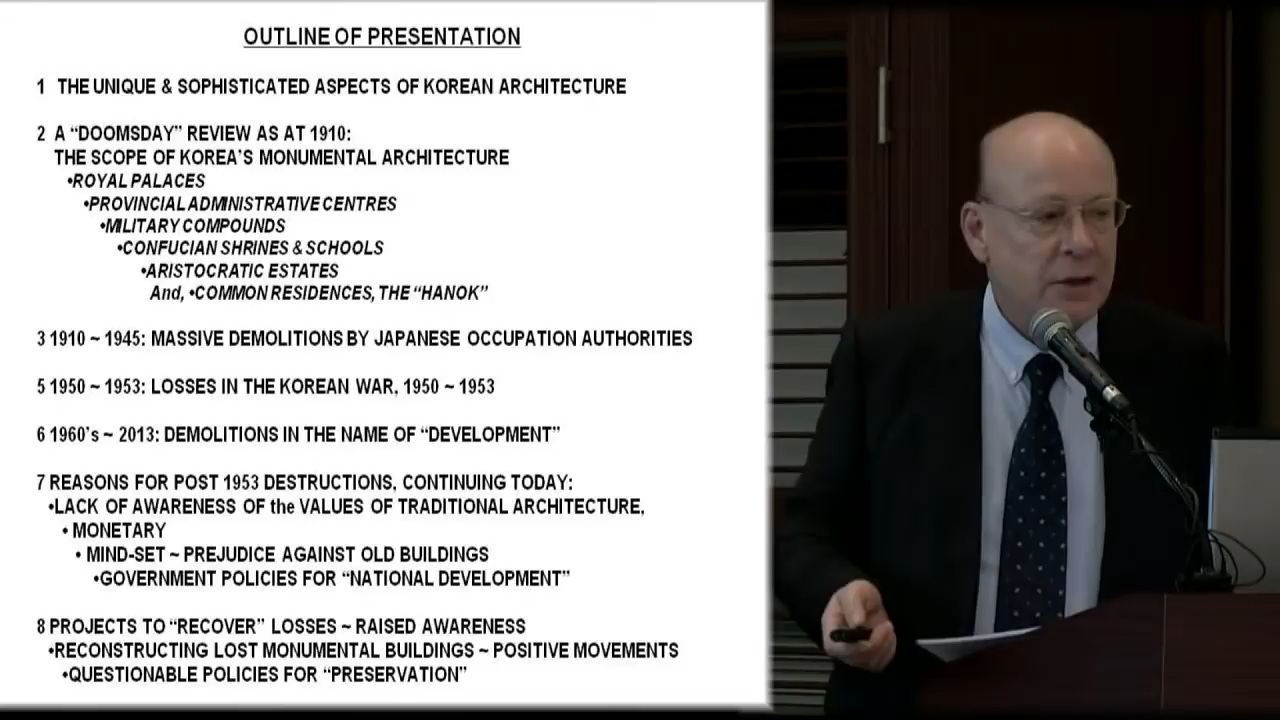 OUTLINE OF PRESENTATION
1 THE UNIQUE & SOPHISTICATED ASPECTS OF KOREAN ARCHITECTURE
2 A “DOOMSDAY” REVIEW AS AT 1910:
THE SCOPE OF KOREA’S MONUMENTAL ARCHITECTURE
•ROYAL PALACES
•PROVINCIAL ADMINISTRATIVE CENTRES
•MILITARY COMPOUNDS
•CONFUCIAN SHRINES & SCHOOLS
•ARISTOCRATIC ESTATES
And, •COMMON RESIDENCES, THE “HANOK”
3 1910 ~ 1945: MASSIVE DEMOLITIONS BY JAPANESE OCCUPATION AUTHORITIES
5 1950 ~ 1953: LOSSES IN THE KOREAN WAR, 1950 ~ 1953
6 1960’s ~ 2013: DEMOLITIONS IN THE NAME OF “DEVELOPMENT”
7 REASONS FOR POST 1953 DESTRUCTIONS, CONTINUING TODAY:
•LACK OF AWARENESS OF the VALUES OF TRADITIONAL ARCHITECTURE,
• MONETARY
• MIND-SET ~ PREJUDICE AGAINST OLD BUILDINGS
•GOVERNMENT POLICIES FOR “NATIONAL DEVELOPMENT”
8 PROJECTS TO “RECOVER” LOSSES ~ RAISED AWARENESS
•RECONSTRUCTING LOST MONUMENTAL BUILDINGS ~ POSITIVE MOVEMENTS
•QUESTIONABLE POLICIES FOR “PRESERVATION”